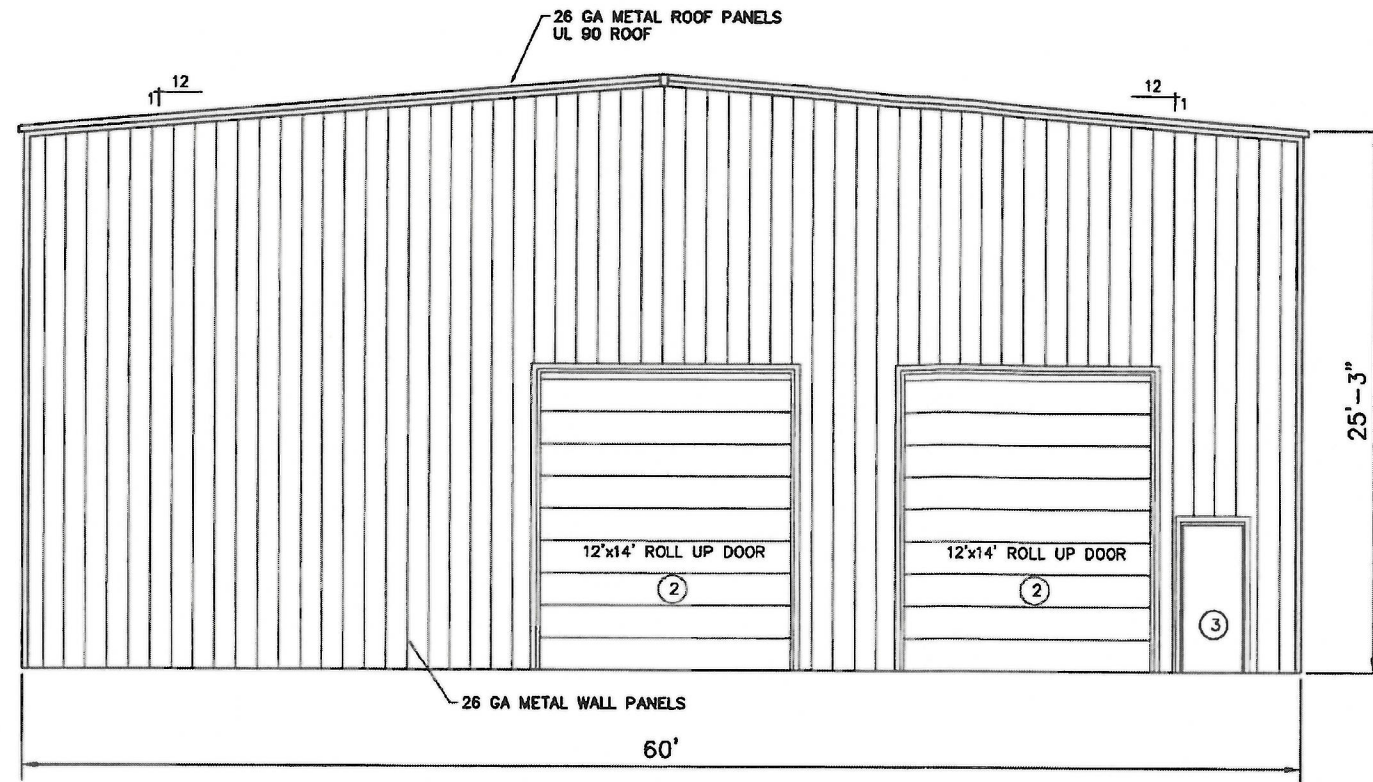 26 GA METAL ROOF PANELS
UL 90 ROOF
12
1
12
1
25'-3"
12'x14' ROLL UP DOOR
2
12'x14' ROLL UP DOOR
2
3
26 GA METAL WALL PANELS
60'